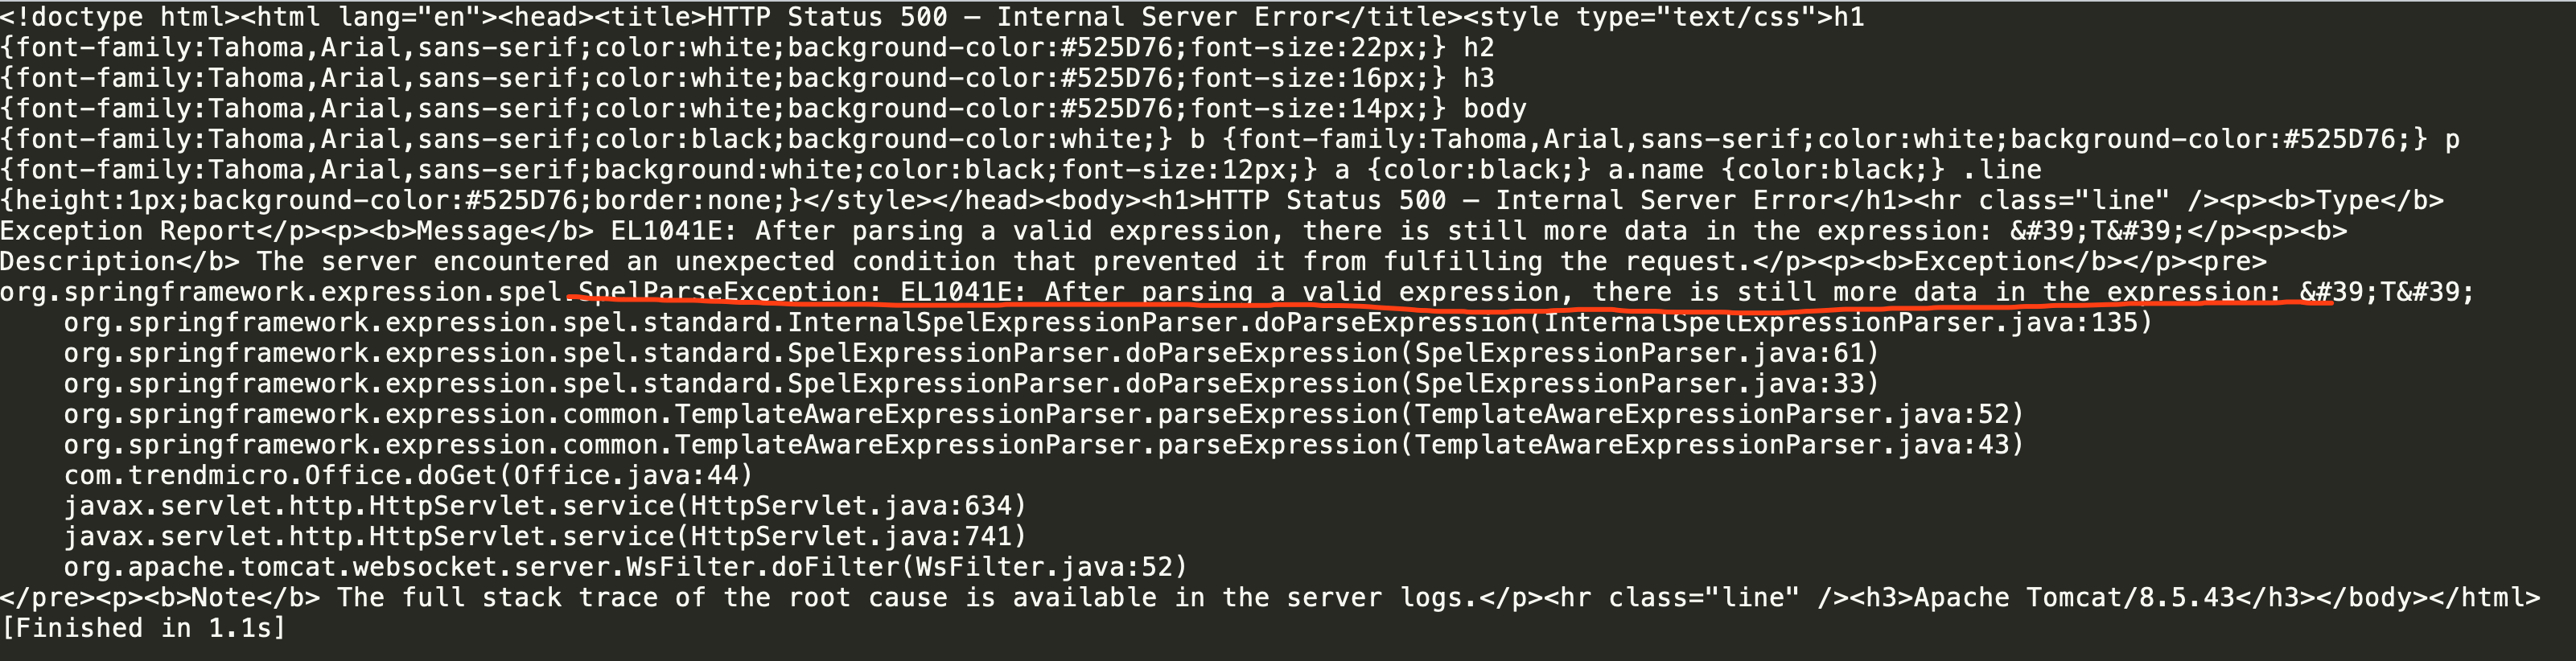 <!doctype html><html lang="en"><head><title>HTTP Status 500 – Internal Server Error</title><style type="text/css">h1
{font-family:Tahoma,Arial,sans-serif;color:white;background-color:#525D76;font-size:22px;} h2
{font-family:Tahoma,Arial,sans-serif;color:white;background-color:#525D76;font-size:16px;} h3
{font-family:Tahoma,Arial,sans-serif;color:white;background-color:#525D76;font-size:14px;} body
{font-family:Tahoma,Arial,sans-serif;color:black;background-color:white;} b {font-family:Tahoma,Arial,sans-serif;color:white;background-color:#525D76;} p
{font-family:Tahoma,Arial,sans-serif;background:white;color:black;font-size:12px;} a {color:black;} a.name {color:black;} .line
{height:1px;background-color:#525D76;border:none;}</style></head><body><h1>HTTP Status 500 – Internal Server Error</h1><hr class="line" /><p><b>Type</b>
Exception Report</p><p><b>Message</b> EL1041E: After parsing a valid expression, there is still more data in the expression: &#39;T&#39;</p><p><b>
Description</b> The server encountered an unexpected condition that prevented it from fulfilling the request.</p><p><b>Exception</b></p><pre>
org.springframework.expression.spel.SpelParseException: EL1041E: After parsing a valid expression, there is still more data in the expression: &#39;T&#39;
    org.springframework.expression.spel.standard.InternalSpelExpressionParser.doParseExpression(InternalSpelExpressionParser.java:135)
    org.springframework.expression.spel.standard.SpelExpressionParser.doParseExpression(SpelExpressionParser.java:61)
    org.springframework.expression.spel.standard.SpelExpressionParser.doParseExpression(SpelExpressionParser.java:33)
    org.springframework.expression.common.TemplateAwareExpressionParser.parseExpression(TemplateAwareExpressionParser.java:52)
    org.springframework.expression.common.TemplateAwareExpressionParser.parseExpression(TemplateAwareExpressionParser.java:43)
    com.trendmicro.Office.doGet(Office.java:44)
    javax.servlet.http.HttpServlet.service(HttpServlet.java:634)
    javax.servlet.http.HttpServlet.service(HttpServlet.java:741)
    org.apache.tomcat.websocket.server.WsFilter.doFilter(WsFilter.java:52)
</pre><p><b>Note</b> The full stack trace of the root cause is available in the server logs.</p><hr class="line" /><h3>Apache Tomcat/8.5.43</h3></body></html>
[Finished in 1.1s]